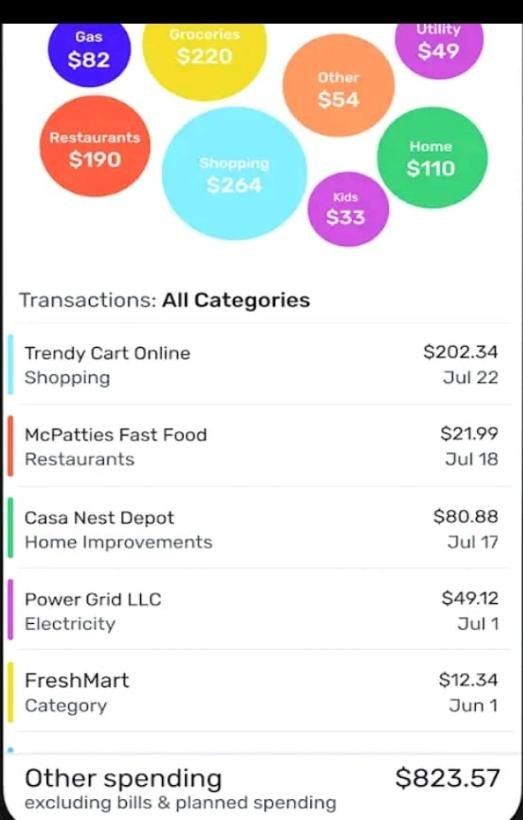 Gas
$82
Groceries
$220
Utility
$49
Other
$54
Restaurants
$190
Shopping
$264
Home
$110
Kids
$33
Transactions: All Categories
Trendy Cart Online $202.34
Shopping Jul 22
McPatties Fast Food $21.99
Restaurants Jul 18
Casa Nest Depot $80.88
Home Improvements Jul 17
Power Grid LLC $49.12
Electricity Jul 1
FreshMart $12.34
Category Jun 1
Other spending $823.57
excluding bills & planned spending